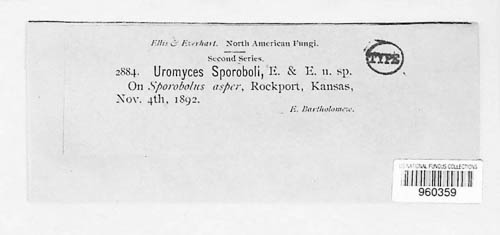 Ellis & Everhart. North American Fungi.
Second Series.
TYPE
2884. Uromyces Sporoboli, E. & E. n. sp.
On Sporobolus asper, Rockport, Kansas,
Nov. 4th, 1892.
E. Bartholomew.
US NATIONAL FUNGUS COLLECTIONS
960359